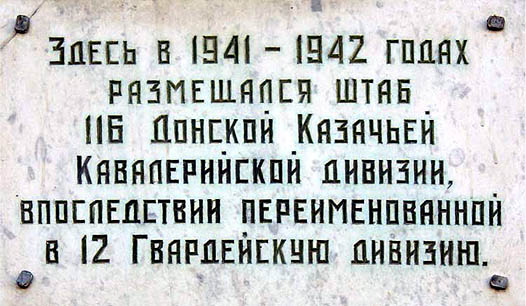 Здесь в 1941 – 1942 годах
размещался штаб
116 Донской Казачьей
Кавалерийской дивизии,
впоследствии переименованной
в 12 Гвардейскую дивизию.